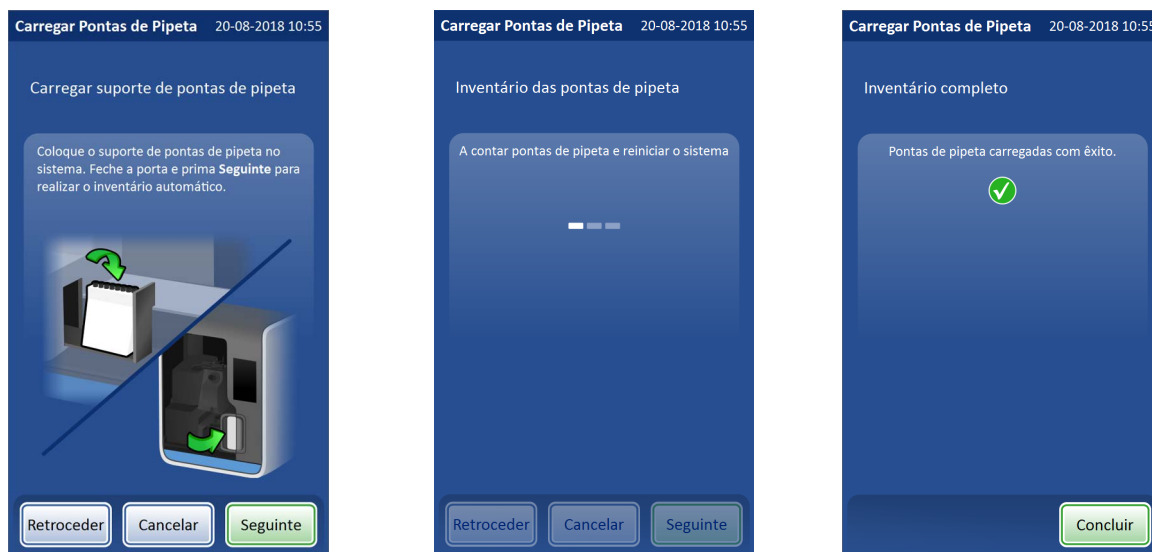 Carregar Pontas de Pipeta 20-08-2018 10:55
Carregar suporte de pontas de pipeta
Coloque o suporte de pontas de pipeta no
sistema. Feche a porta e prima Seguinte para
realizar o inventário automático.
Retroceder Cancelar Seguinte
Carregar Pontas de Pipeta 20-08-2018 10:55
Inventário das pontas de pipeta
A contar pontas de pipeta e reiniciar o sistema
Retroceder Cancelar Seguinte
Carregar Pontas de Pipeta 20-08-2018 10:55
Inventário completo
Pontas de pipeta carregadas com êxito.
Concluir